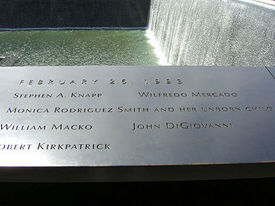 FEBRUARY 26, 1993
STEPHEN A. KNAPP WILFREDO MERCADO
MONICA RODRIGUEZ SMITH AND HER UNBORN CHILD
WILLIAM MACKO JOHN DIGIOVANNI
ROBERT KIRKPATRICK